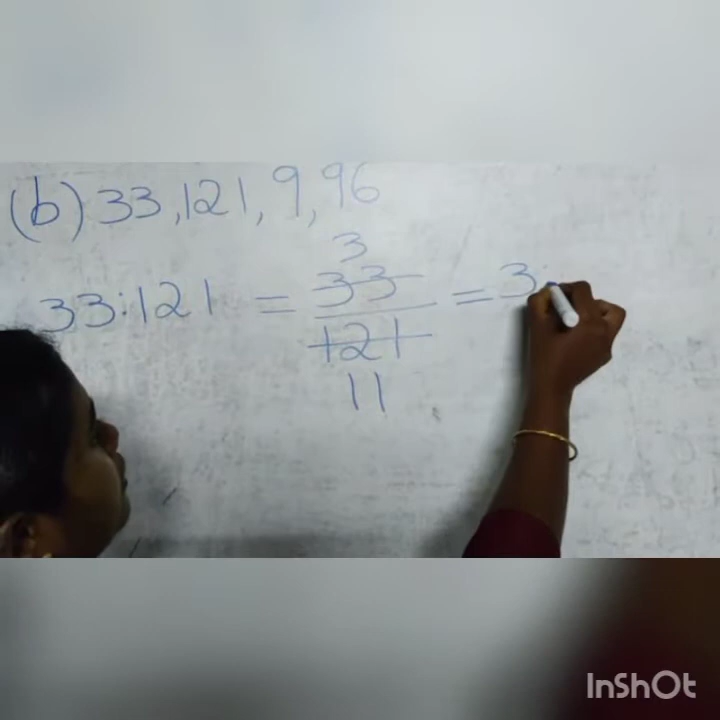 (b) 33, 121, 9, 96
3
33:121 = 33/121 = 3:
11
InShOt